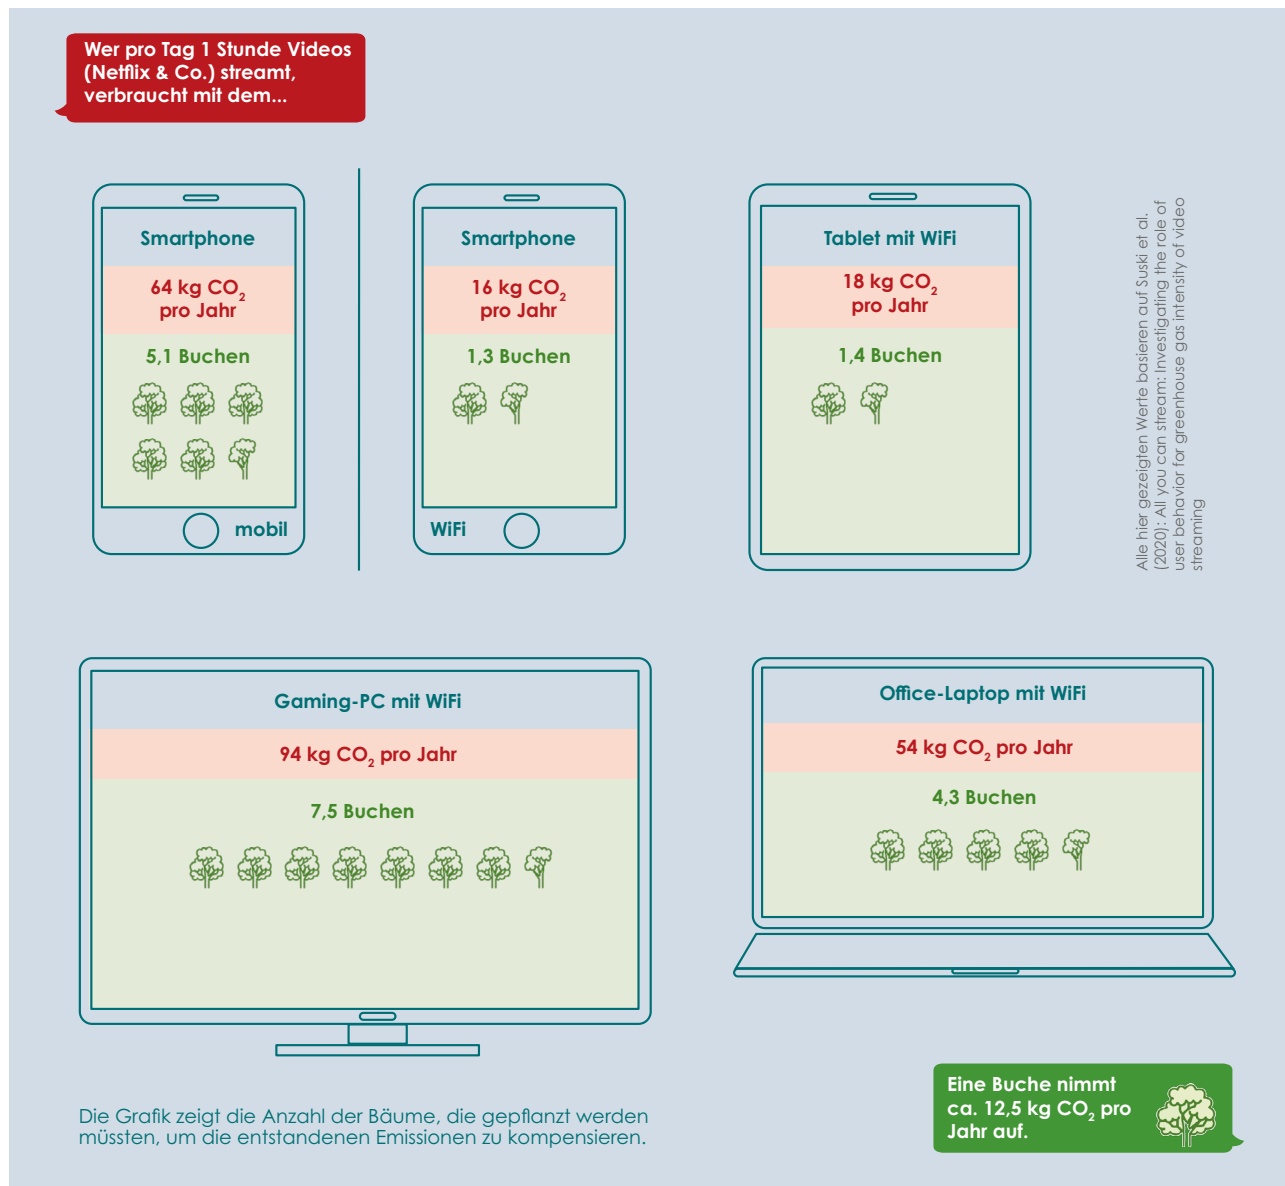 Wer pro Tag 1 Stunde Videos
(Netflix & Co.) streamt,
verbraucht mit dem...
Smartphone
64 kg CO₂
pro Jahr
5,1 Buchen
mobil
Smartphone
16 kg CO₂
pro Jahr
1,3 Buchen
WiFi
Tablet mit WiFi
18 kg CO₂
pro Jahr
1,4 Buchen
Alle hier gezeigten Werte basieren auf Suski et al.
(2020): All you can stream: Investigating the role of
user behavior for greenhouse gas intensity of video
streaming
Gaming-PC mit WiFi
94 kg CO₂ pro Jahr
7,5 Buchen
Office-Laptop mit WiFi
54 kg CO₂ pro Jahr
4,3 Buchen
Die Grafik zeigt die Anzahl der Bäume, die gepflanzt werden
müssten, um die entstandenen Emissionen zu kompensieren.
Eine Buche nimmt
ca. 12,5 kg CO₂ pro
Jahr auf.